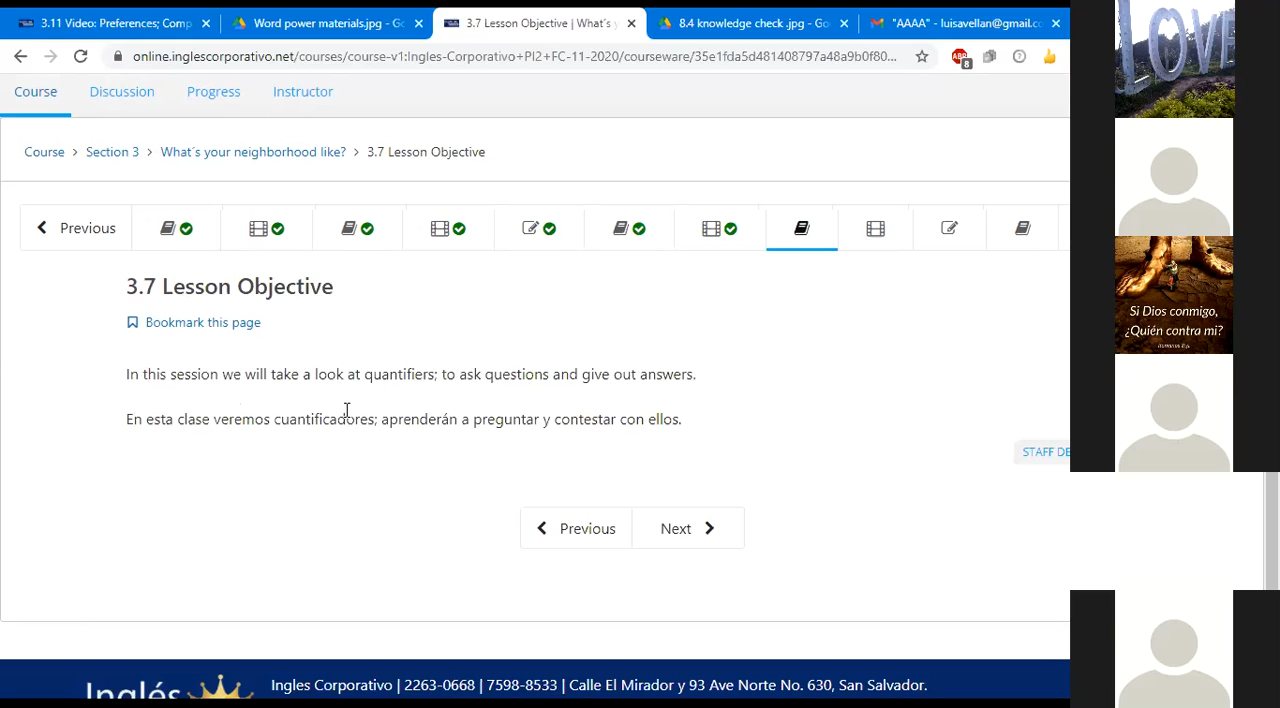 3.11 Video: Preferences; Comp
Word power materials.jpg - Go
3.7 Lesson Objective | What's y
8.4 knowledge check .jpg - Go
"AAAA" - luisavellan@gmail.co
online.inglescorporativo.net/courses/course-v1:Ingles-Corporativo+PI2+FC-11-2020/courseware/35e1fda5d481408797a48a9b0f80...
8
Course
Discussion
Progress
Instructor
Course > Section 3 > What´s your neighborhood like? > 3.7 Lesson Objective
Previous
3.7 Lesson Objective
Bookmark this page
In this session we will take a look at quantifiers; to ask questions and give out answers.
En esta clase veremos cuantificadores; aprenderán a preguntar y contestar con ellos.
STAFF DE
Previous
Next
Inglés
Ingles Corporativo | 2263-0668 | 7598-8533 | Calle El Mirador y 93 Ave Norte No. 630, San Salvador.
LOVE
Si Dios conmigo,
¿Quién contra mi?